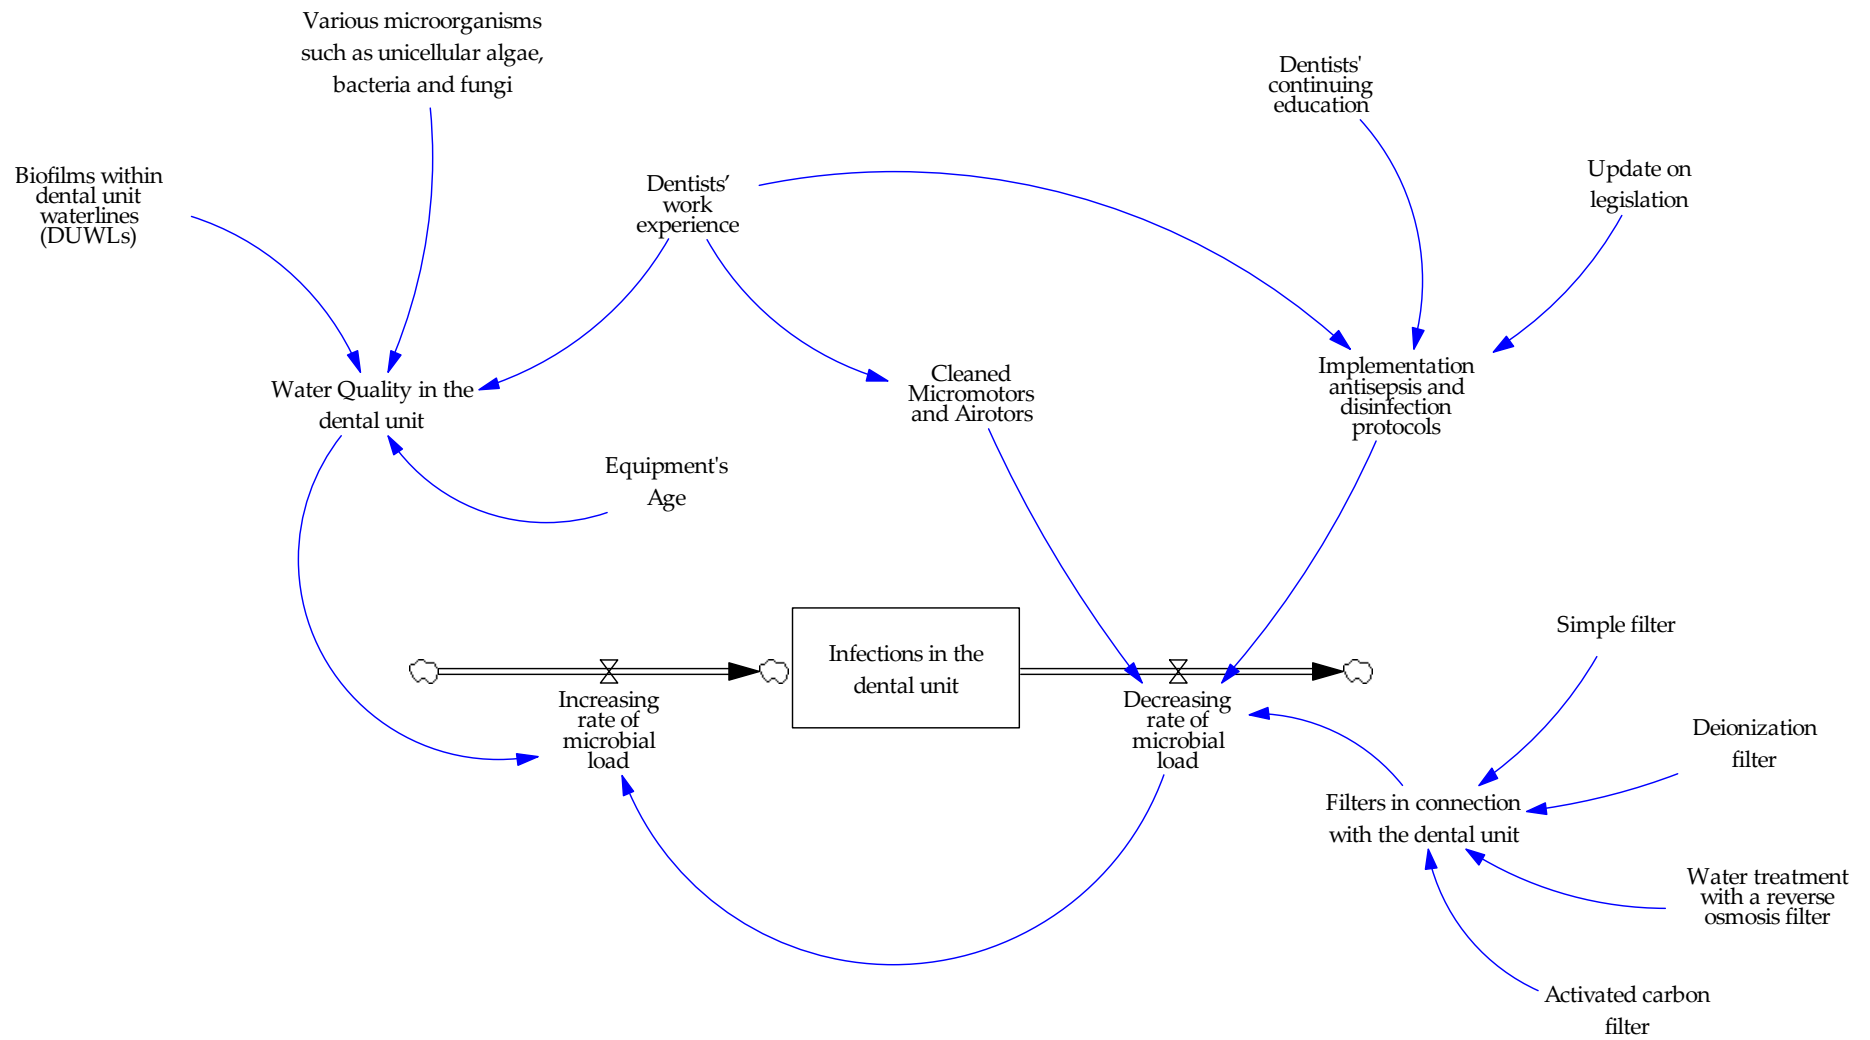 Various microorganisms
such as unicellular algae,
bacteria and fungi
Dentists'
continuing
education
Biofilms within
dental unit
waterlines
(DUWLs)
Dentists’
work
experience
Update on
legislation
Water Quality in the
dental unit
Cleaned
Micromotors
and Airotors
Implementation
antisepsis and
disinfection
protocols
Equipment's
Age
Infections in the
dental unit
Increasing
rate of
microbial
load
Decreasing
rate of
microbial
load
Simple filter
Deionization
filter
Filters in connection
with the dental unit
Water treatment
with a reverse
osmosis filter
Activated carbon
filter